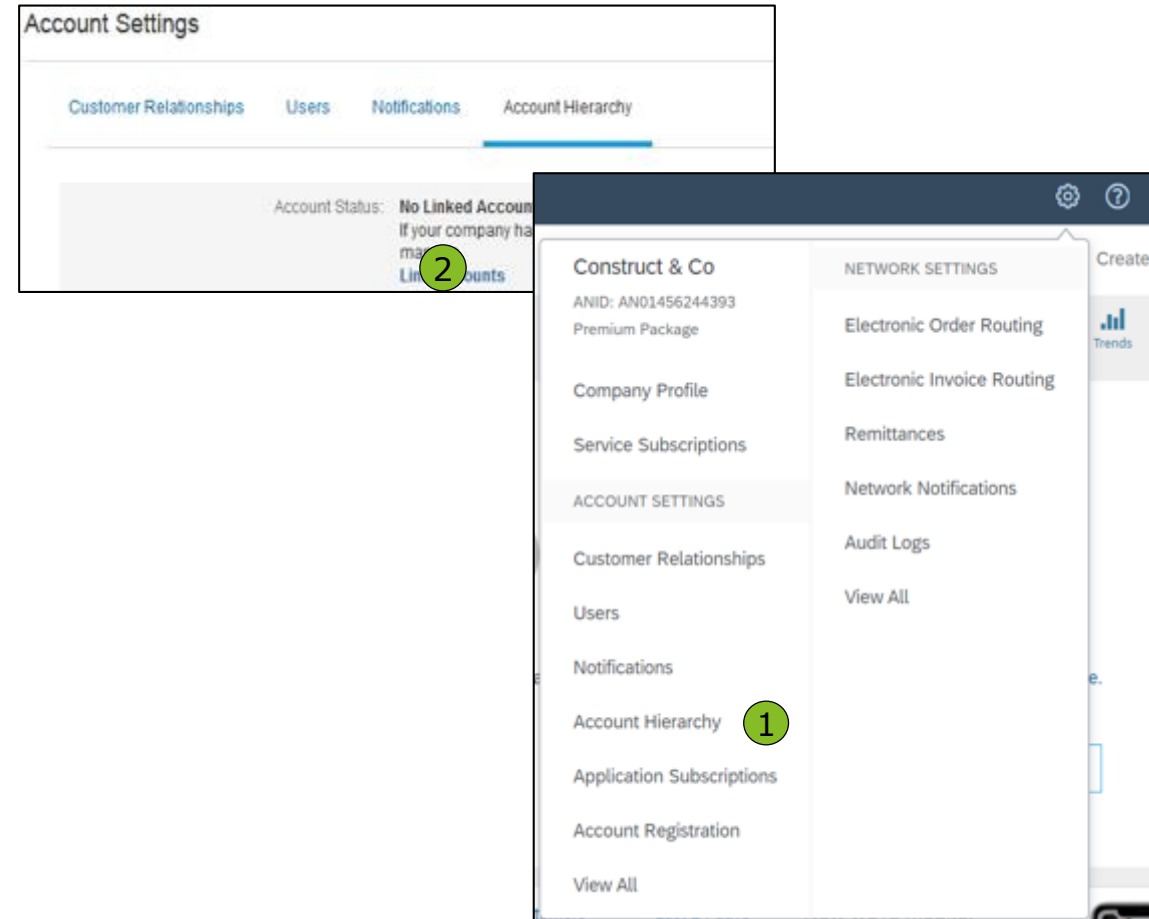 Account Settings
Customer Relationships Users Notifications Account Hierarchy
Account Status: No Linked Accoun
If your company ha
ma
2
Lin ounts
Construct & Co
ANID: AN01456244393
Premium Package
Company Profile
Service Subscriptions
ACCOUNT SETTINGS
Customer Relationships
Users
Notifications
Account Hierarchy 1
Application Subscriptions
Account Registration
View All
NETWORK SETTINGS
Electronic Order Routing
Electronic Invoice Routing
Remittances
Network Notifications
Audit Logs
View All
Create
Trends
e.